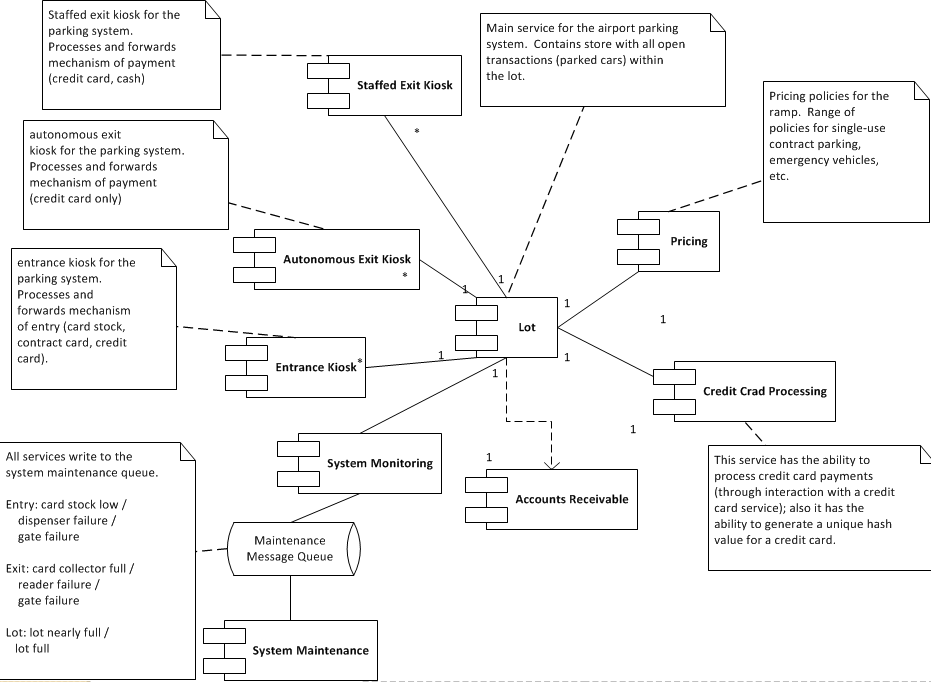 Staffed exit kiosk for the
parking system.
Processes and forwards
mechanism of payment
(credit card, cash)
Staffed Exit Kiosk
*
Main service for the airport parking
system.  Contains store with all open
transactions (parked cars) within
the lot.
Pricing policies for the
ramp.  Range of
policies for single-use
contract parking,
emergency vehicles,
etc.
autonomous exit
kiosk for the parking system.
Processes and forwards
mechanism of payment
(credit card only)
Autonomous Exit Kiosk
*
Pricing
entrance kiosk for the
parking system.
Processes and
forwards mechanism
of entry (card stock,
contract card, credit
card).
1
1
1
Lot
1
1
1
1
Entrance Kiosk
*
Credit Crad Processing
1
System Monitoring
1
Accounts Receivable
This service has the ability to
process credit card payments
(through interaction with a credit
card service); also it has the
ability to generate a unique hash
value for a credit card.
All services write to the
system maintenance queue.
Entry: card stock low /
dispenser failure /
gate failure
Exit: card collector full /
reader failure /
gate failure
Lot: lot nearly full /
lot full
Maintenance
Message Queue
System Maintenance